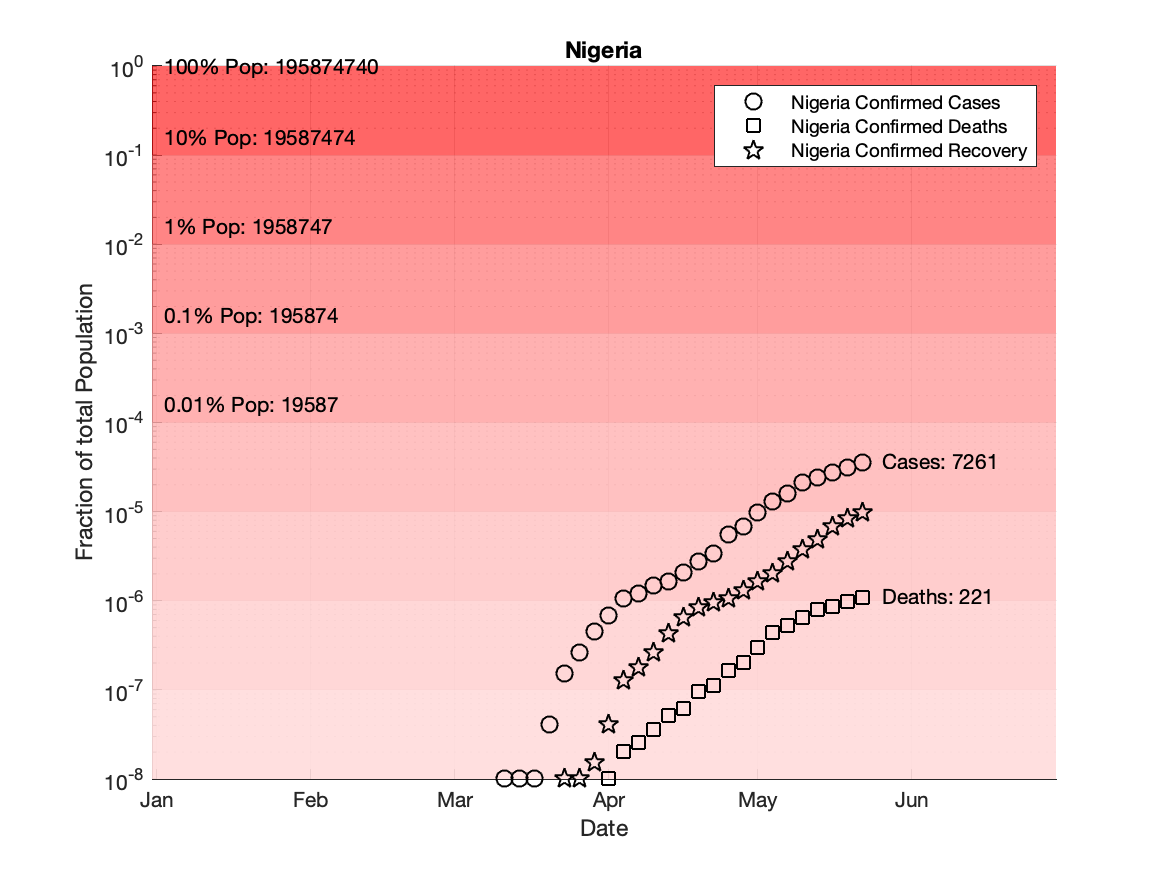 Nigeria
10^0
100% Pop: 195874740
Nigeria Confirmed Cases
Nigeria Confirmed Deaths
Nigeria Confirmed Recovery
10% Pop: 19587474
10^-1
1% Pop: 1958747
10^-2
0.1% Pop: 195874
10^-3
0.01% Pop: 19587
10^-4
Cases: 7261
10^-5
Deaths: 221
10^-6
10^-7
10^-8
Fraction of total Population
Jan Feb Mar Apr May Jun
Date